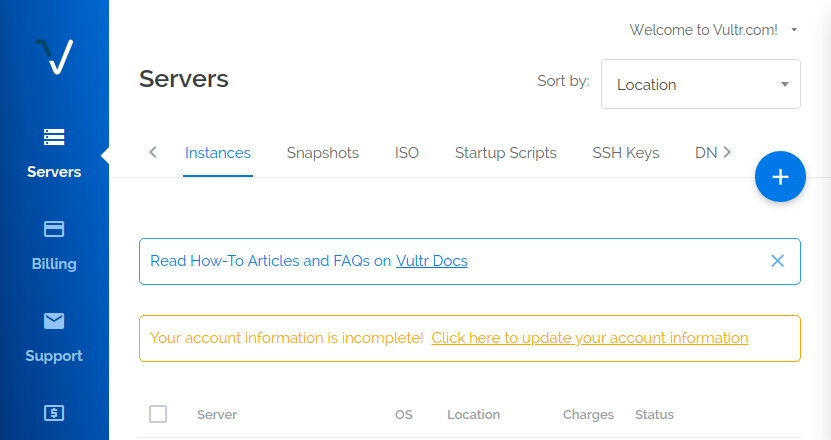 Welcome to Vultr.com!
Servers
Sort by:
Location
Instances
Snapshots
ISO
Startup Scripts
SSH Keys
DN
Servers
Billing
Support
Read How-To Articles and FAQs on Vultr Docs
Your account information is incomplete! Click here to update your account information
Server
OS
Location
Charges
Status